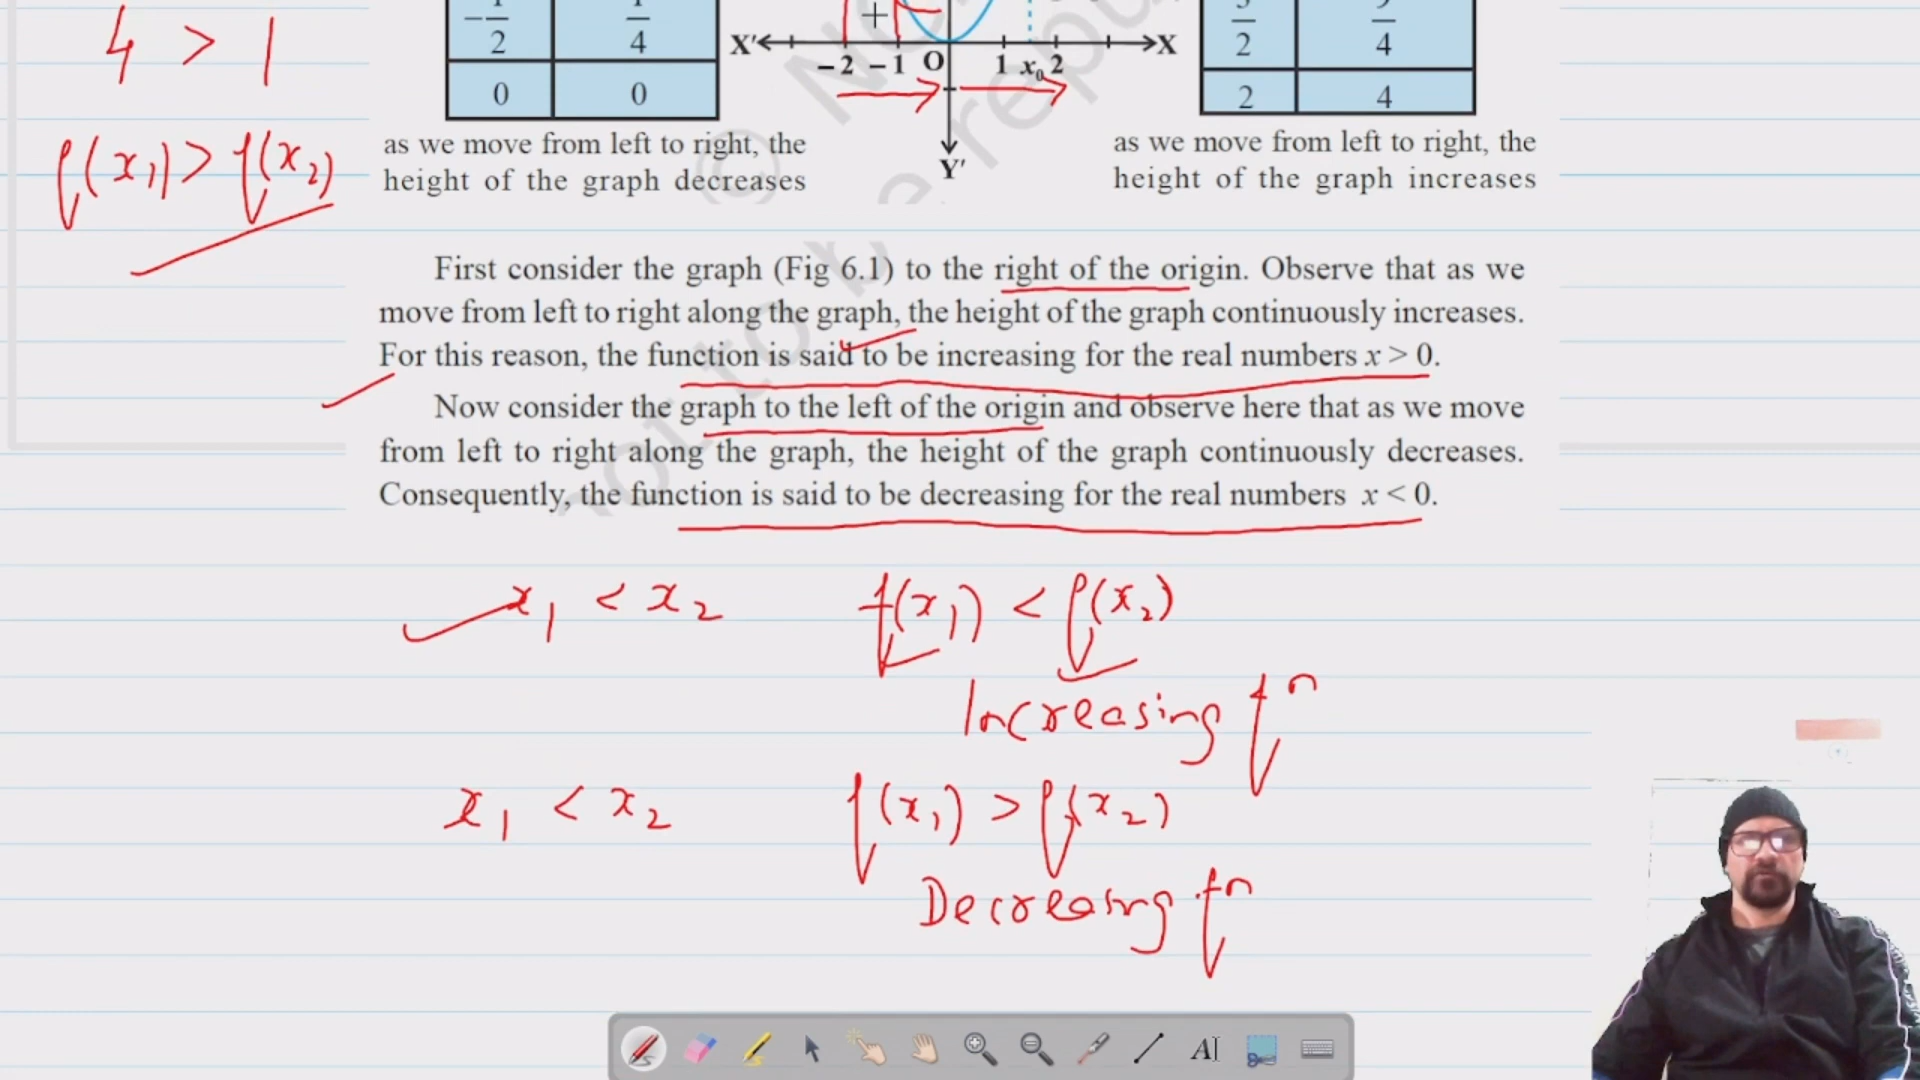 4 > 1
f(x1) > f(x2)
2
4
0
0
X'
X
-2 -1 O 1 x0 2
Y'
2
4
2
4
as we move from left to right, the
height of the graph decreases
as we move from left to right, the
height of the graph increases
First consider the graph (Fig 6.1) to the right of the origin. Observe that as we
move from left to right along the graph, the height of the graph continuously increases.
For this reason, the function is said to be increasing for the real numbers x > 0.
Now consider the graph to the left of the origin and observe here that as we move
from left to right along the graph, the height of the graph continuously decreases.
Consequently, the function is said to be decreasing for the real numbers x < 0.
x1 < x2 f(x1) < f(x2)
Increasing fn
x1 < x2 f(x1) > f(x2)
Decreasing fn
AI